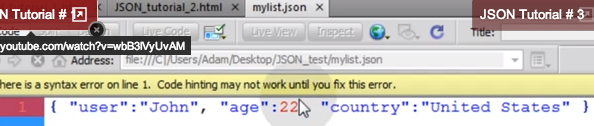 N Tutorial # 1
JSON_tutorial_2.html
mylist.json
JSON Tutorial # 3
youtube.com/watch?v=wbB3lVyUvAM
Code
Live View
Inspect
Title:
Address: file:///C|/Users/Adam/Desktop/JSON_test/mylist.json
here is a syntax error on line 1. Code hinting may not work until you fix this error.
1 { "user":"John", "age":22 "country":"United States" }